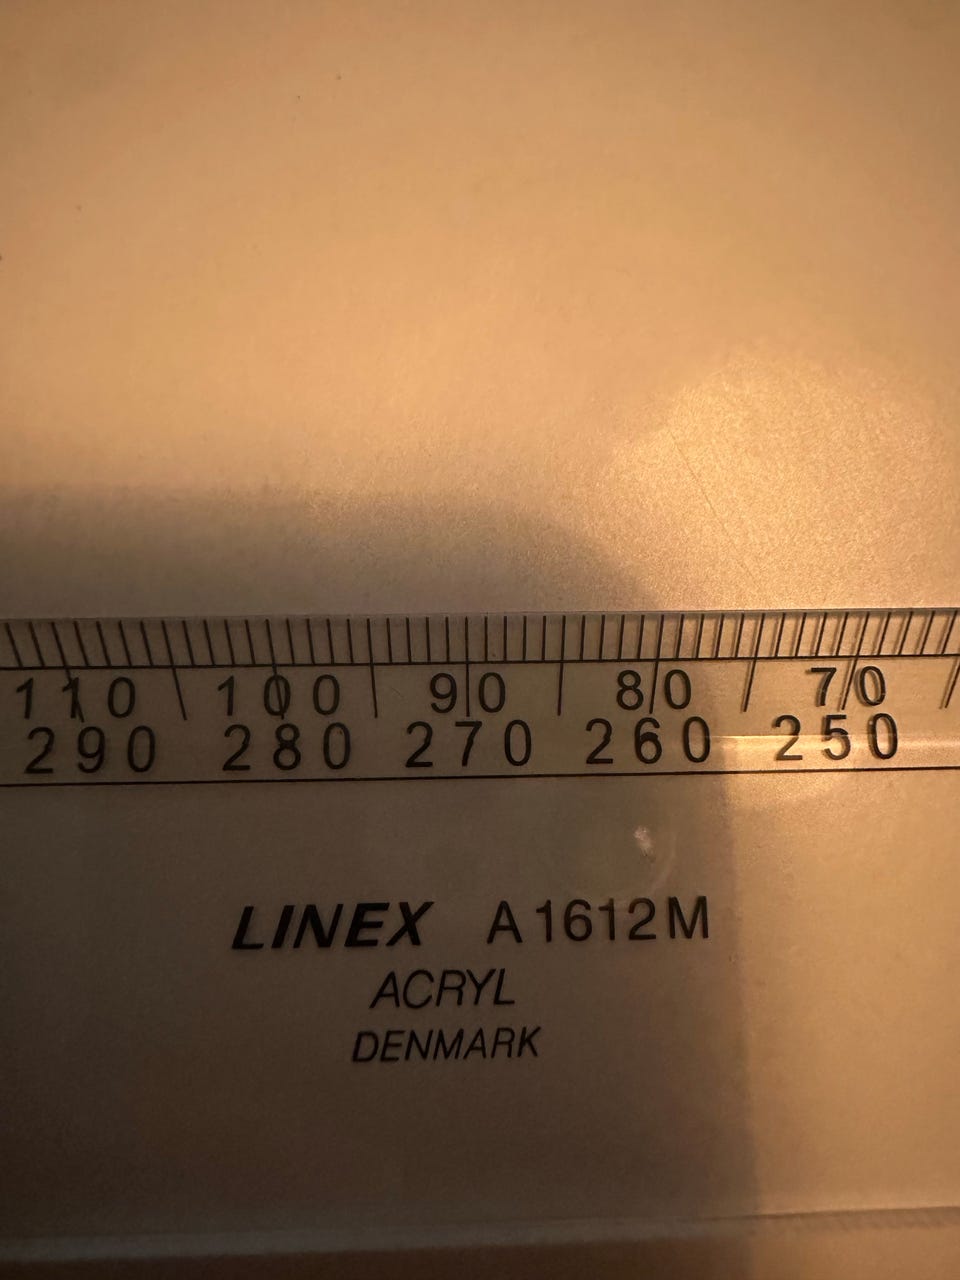 110 100 90 80 70
290 280 270 260 250
LINEX A1612M
ACRYL
DENMARK